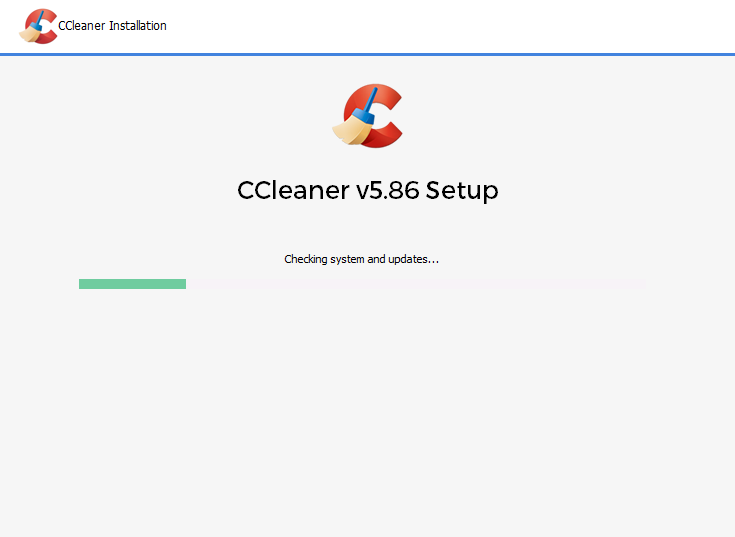 CCleaner Installation
CCleaner v5.86 Setup
Checking system and updates...